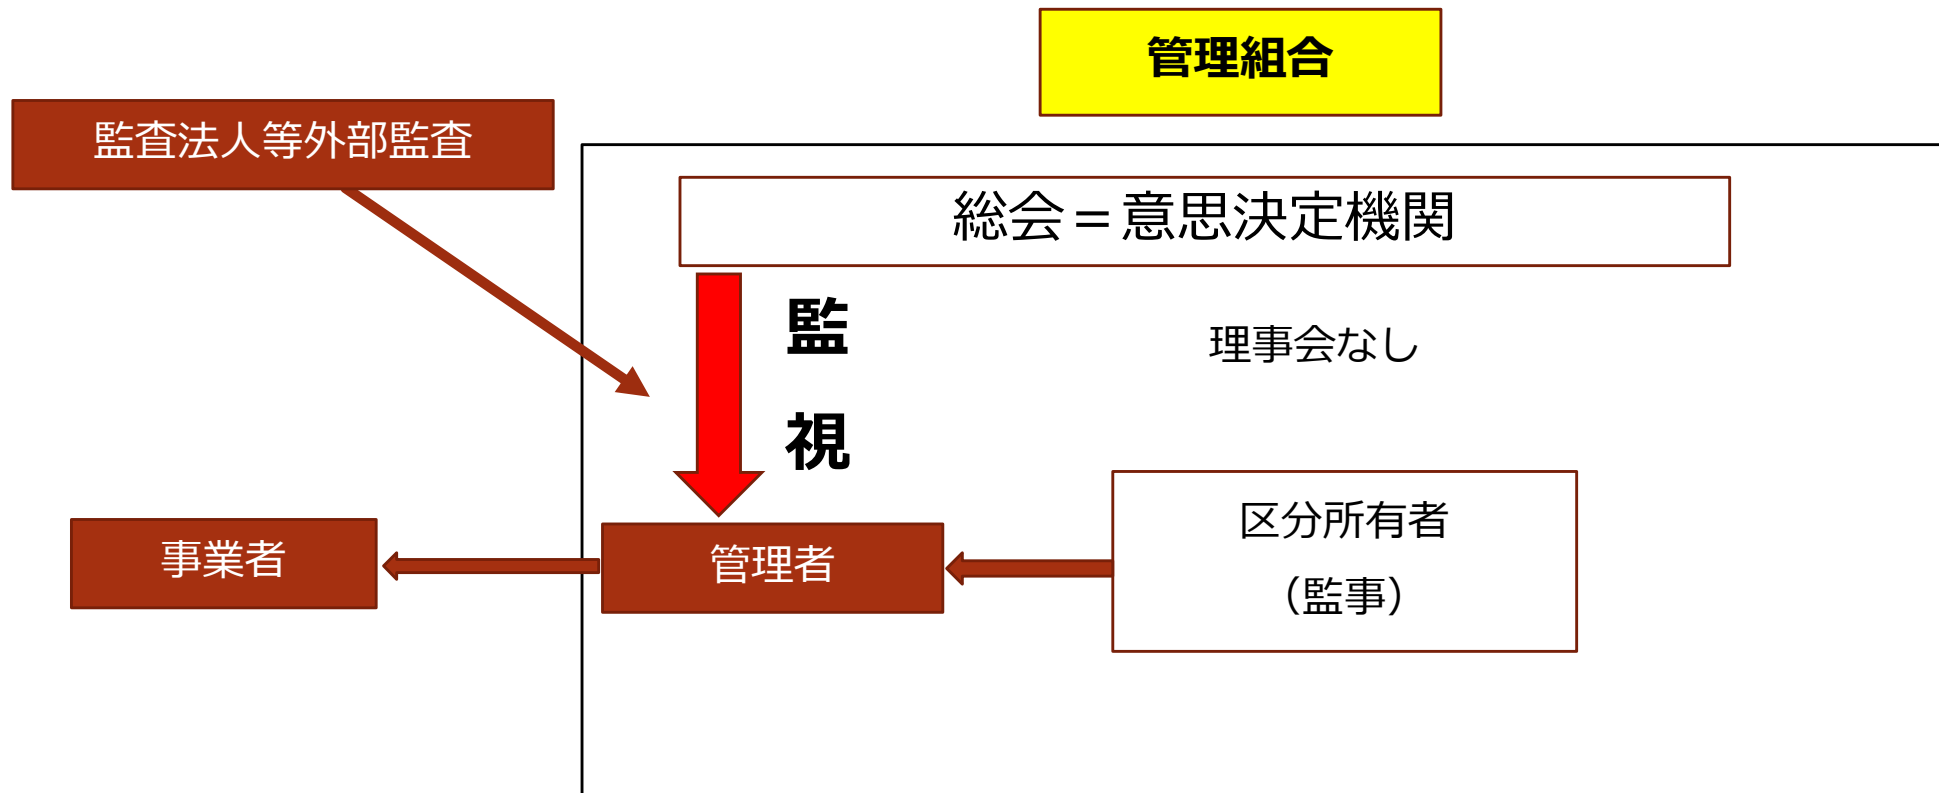 管理組合
監査法人等外部監査
総会=意思決定機関
監
視
理事会なし
事業者
管理者
区分所有者
（監事）